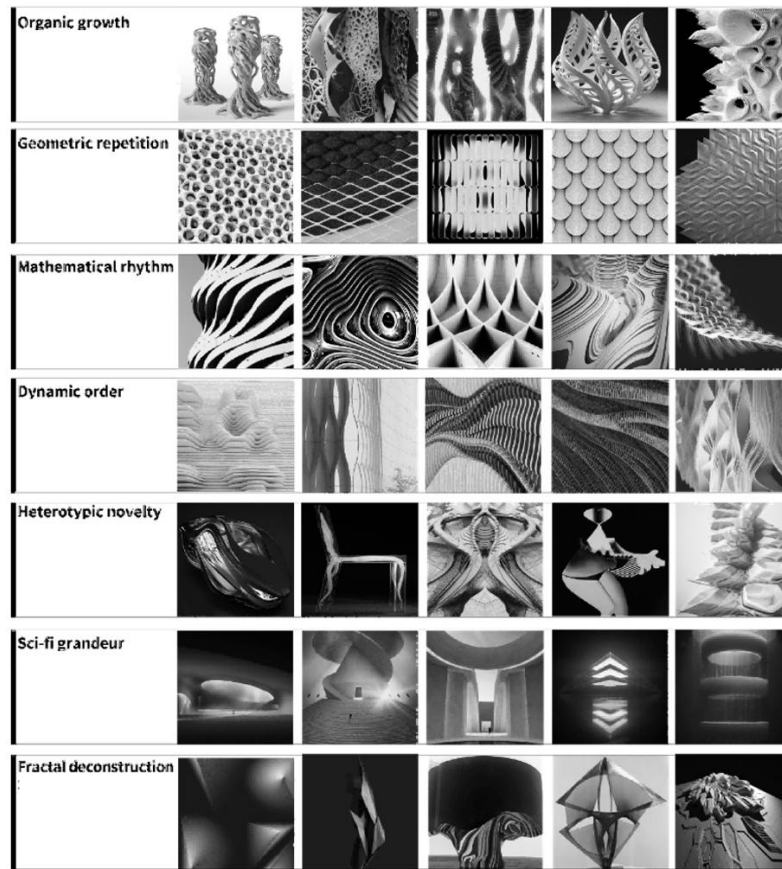 Organic growth
Geometric repetition
Mathematical rhythm
Dynamic order
Heterotypic novelty
Sci-fi grandeur
Fractal deconstruction
: